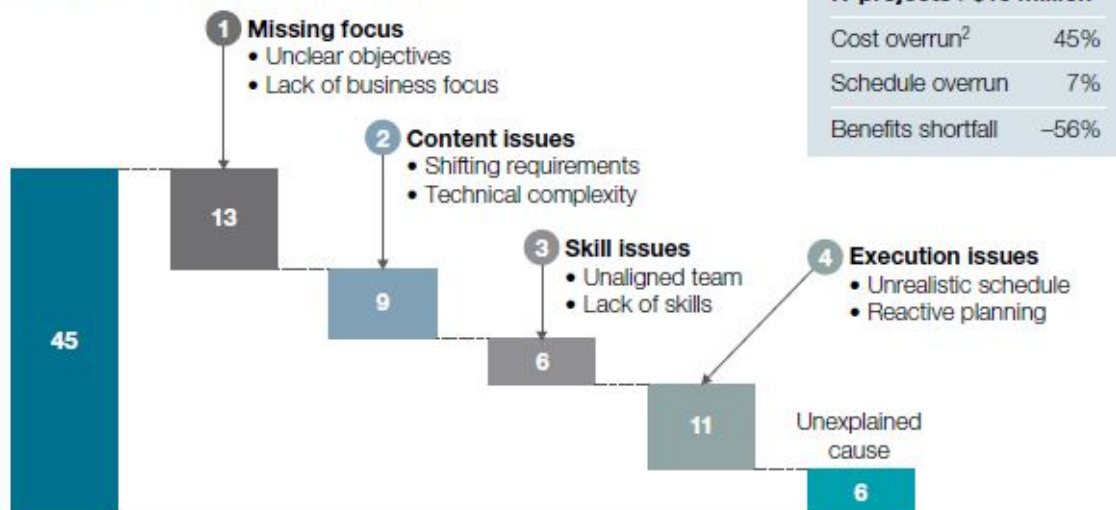 1 Missing focus
• Unclear objectives
• Lack of business focus
Cost overrun2 45%
Schedule overrun 7%
Benefits shortfall –56%
2 Content issues
• Shifting requirements
• Technical complexity
13
3 Skill issues
• Unaligned team
• Lack of skills
4 Execution issues
• Unrealistic schedule
• Reactive planning
9
45
6
11
Unexplained
cause
6